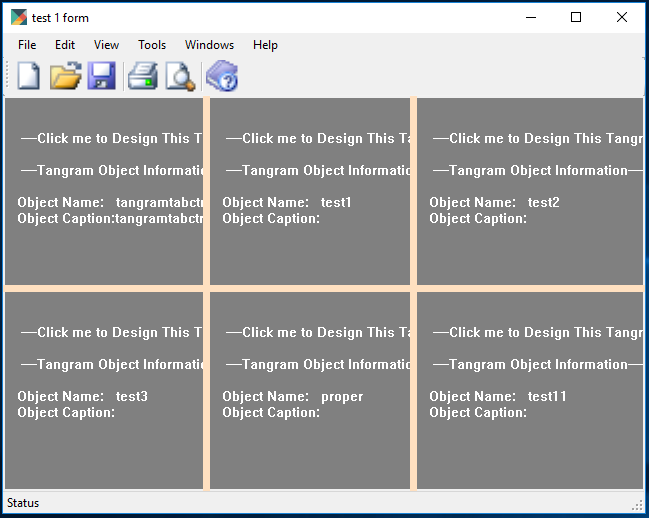 test 1 form
File Edit View Tools Windows Help
—Click me to Design This T
—Tangram Object Informatio
Object Name: tangramtabctr
Object Caption:tangramtabctr
—Click me to Design This Ta
—Tangram Object Information
Object Name: test1
Object Caption:
—Click me to Design This Tangr
—Tangram Object Information—
Object Name: test2
Object Caption:
—Click me to Design This T
—Tangram Object Informatio
Object Name: test3
Object Caption:
—Click me to Design This Ta
—Tangram Object Information
Object Name: proper
Object Caption:
—Click me to Design This Tangr
—Tangram Object Information—
Object Name: test11
Object Caption:
Status